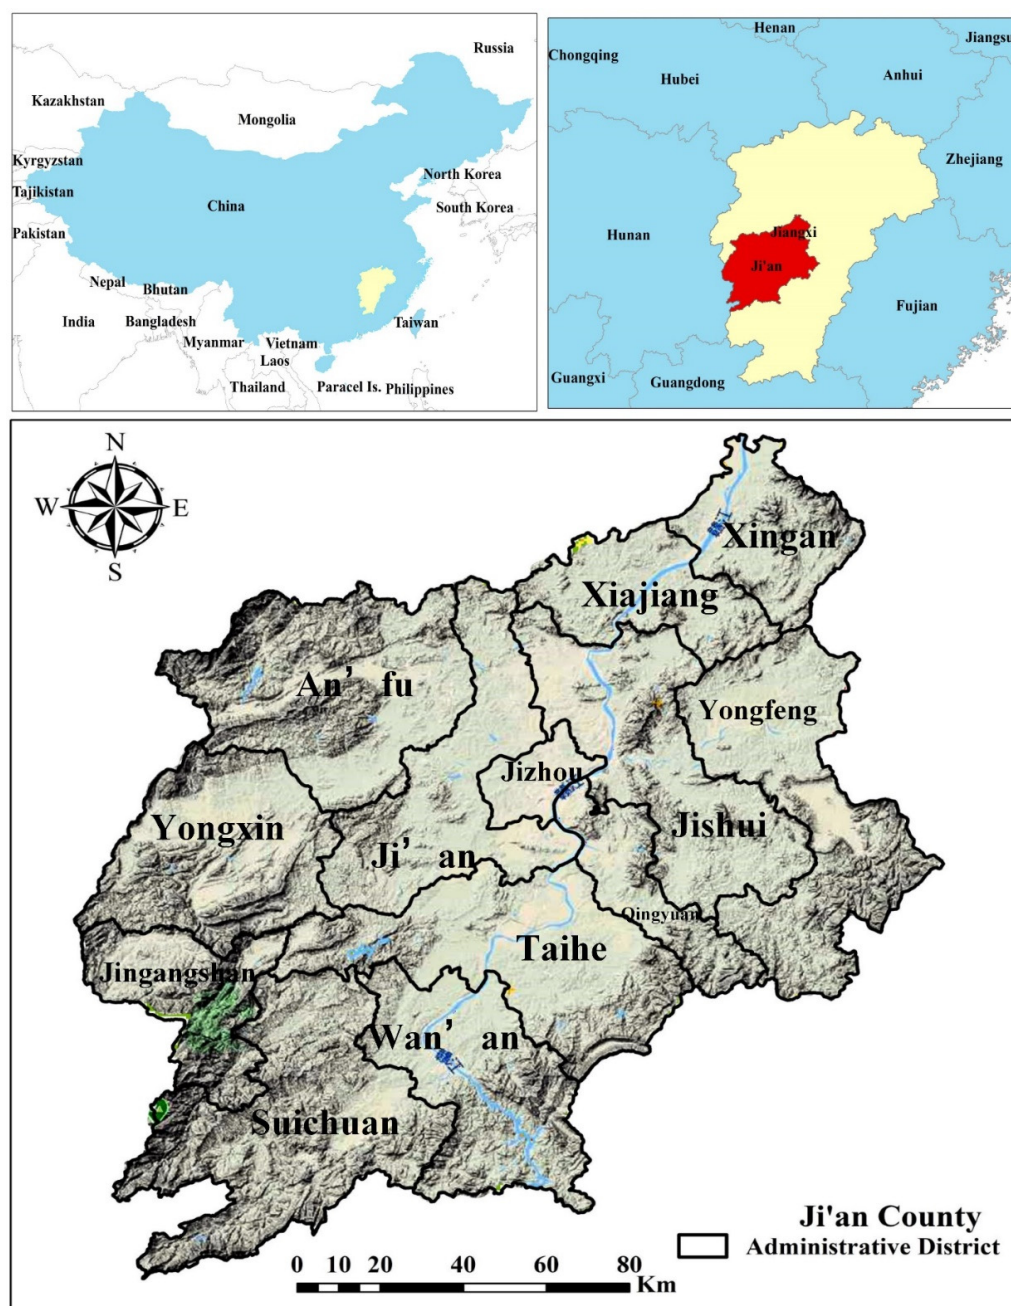 Russia
Kazakhstan
Mongolia
Kyrgyzstan
North Korea
Tajikistan
China
South Korea
Pakistan
Nepal
Bhutan
India
Bangladesh
Taiwan
Myanmar
Vietnam
Laos
Thailand
Paracel Is.
Philippines
Henan
Jiangsu
Chongqing
Hubei
Anhui
Zhejiang
Hunan
Jiangxi
Ji'an
Fujian
Guangxi
Guangdong
N
W
E
S
Xingan
Xiajiang
An’ fu
Yongfeng
Jizhou
Yongxin
Jishui
Ji’ an
Qingyuan
Taihe
Jingangshan
Wan’ an
Suichuan
Ji'an County
Administrative District
0 10 20 40 60 80
Km